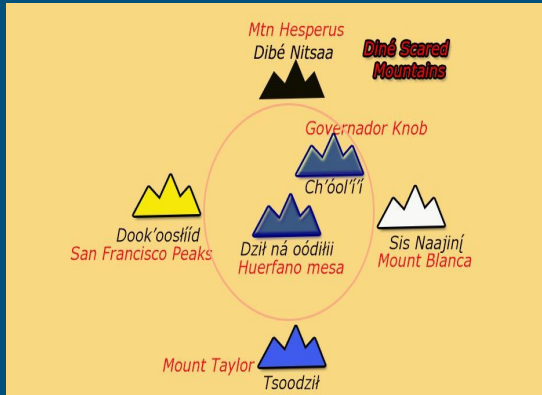 Mtn Hesperus
Dibé Nitsaa
Diné Scared
Mountains
Governador Knob
Ch'óol'í'í
Dook'oosłííd
San Francisco Peaks
Dził ná oódiłii
Huerfano mesa
Sis Naajiní̜
Mount Blanca
Mount Taylor
Tsoodził